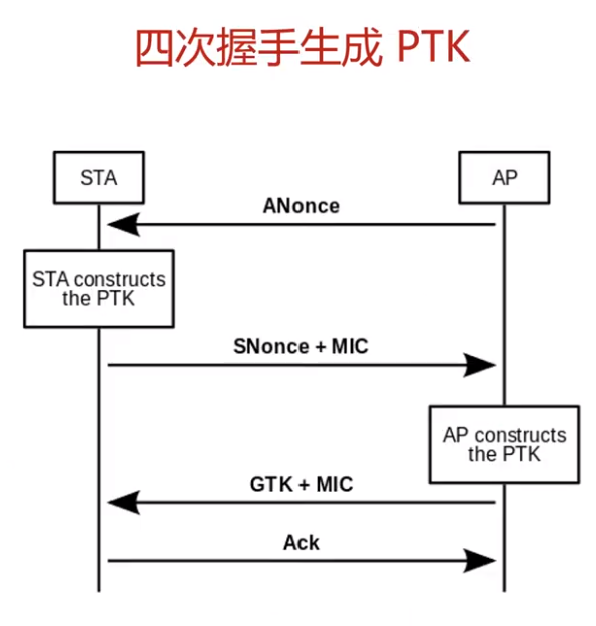 四次握手生成 PTK
STA
AP
ANonce
STA constructs
the PTK
SNonce + MIC
AP constructs
the PTK
GTK + MIC
Ack